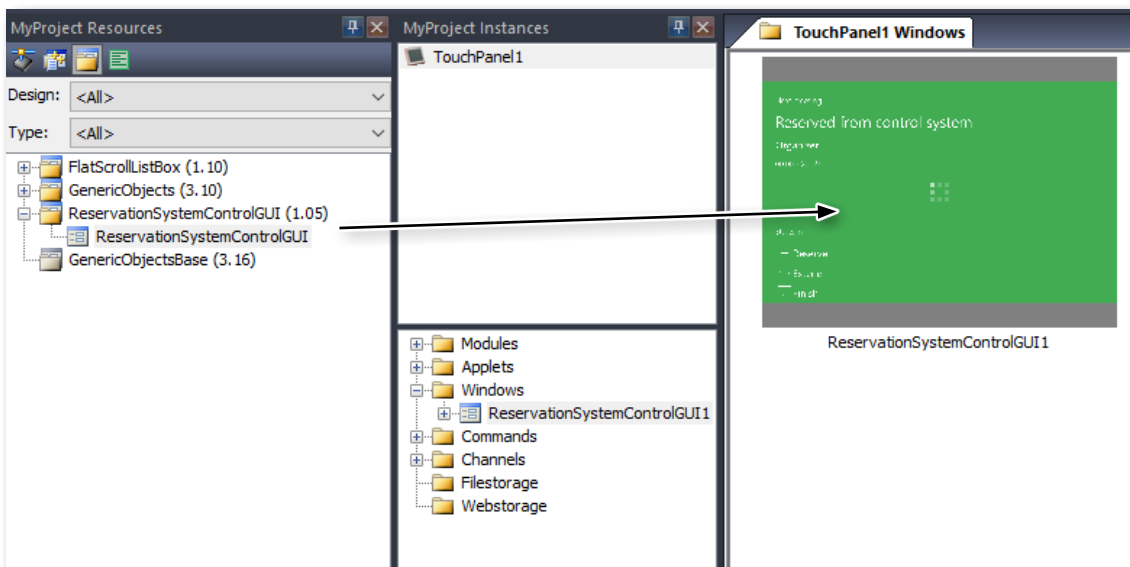 MyProject Resources
Design:
<All>
Type:
<All>
FlatScrollListBox (1.10)
GenericObjects (3.10)
ReservationSystemControlGUI (1.05)
ReservationSystemControlGUI
GenericObjectsBase (3.16)
MyProject Instances
TouchPanel1
Modules
Applets
Windows
ReservationSystemControlGUI1
Commands
Channels
Filestorage
Webstorage
TouchPanel1 Windows
Reserved from control system
Organizer
Reserve
ReservationSystemControlGUI1